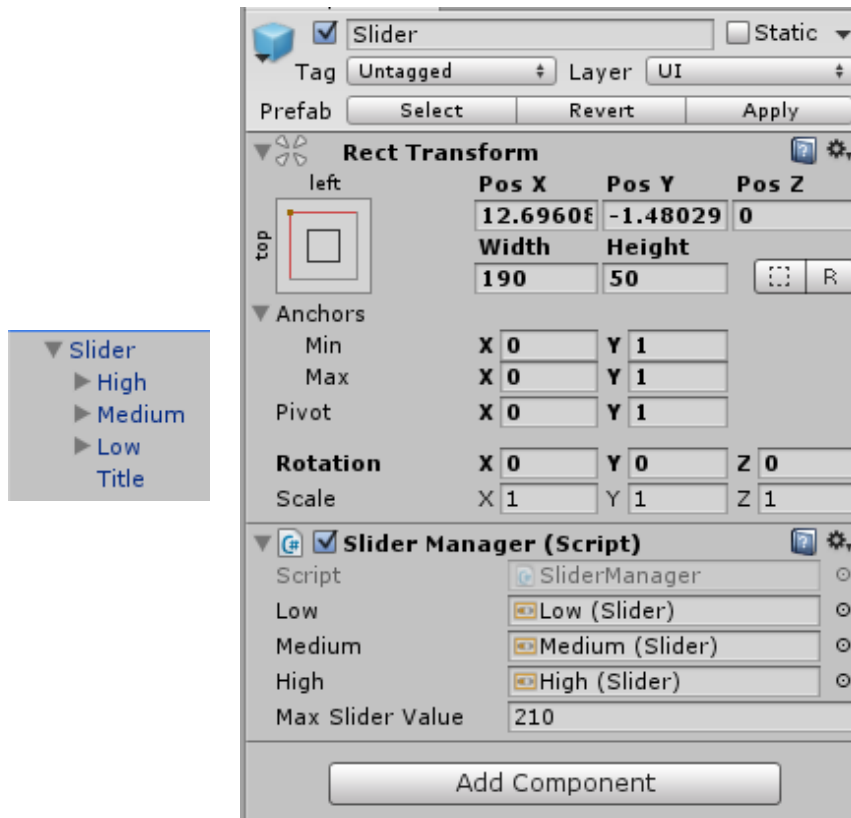 Slider
High
Medium
Low
Title
Slider Static
Tag Untagged Layer UI
Prefab Select Revert Apply
Rect Transform
left Pos X Pos Y Pos Z
top 12.69608 -1.48029 0
Width Height
190 50 R
Anchors
Min X 0 Y 1
Max X 0 Y 1
Pivot X 0 Y 1
Rotation X 0 Y 0 Z 0
Scale X 1 Y 1 Z 1
Slider Manager (Script)
Script SliderManager
Low Low (Slider)
Medium Medium (Slider)
High High (Slider)
Max Slider Value 210
Add Component